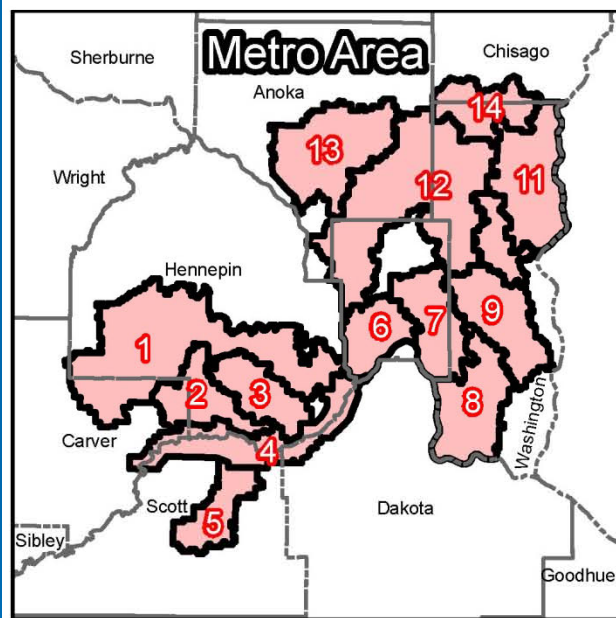 Metro Area
Sherburne
Chisago
Anoka
14
13
12
11
Wright
Hennepin
9
6
7
1
2
3
8
Washington
Carver
4
Scott
5
Dakota
Sibley
Goodhue